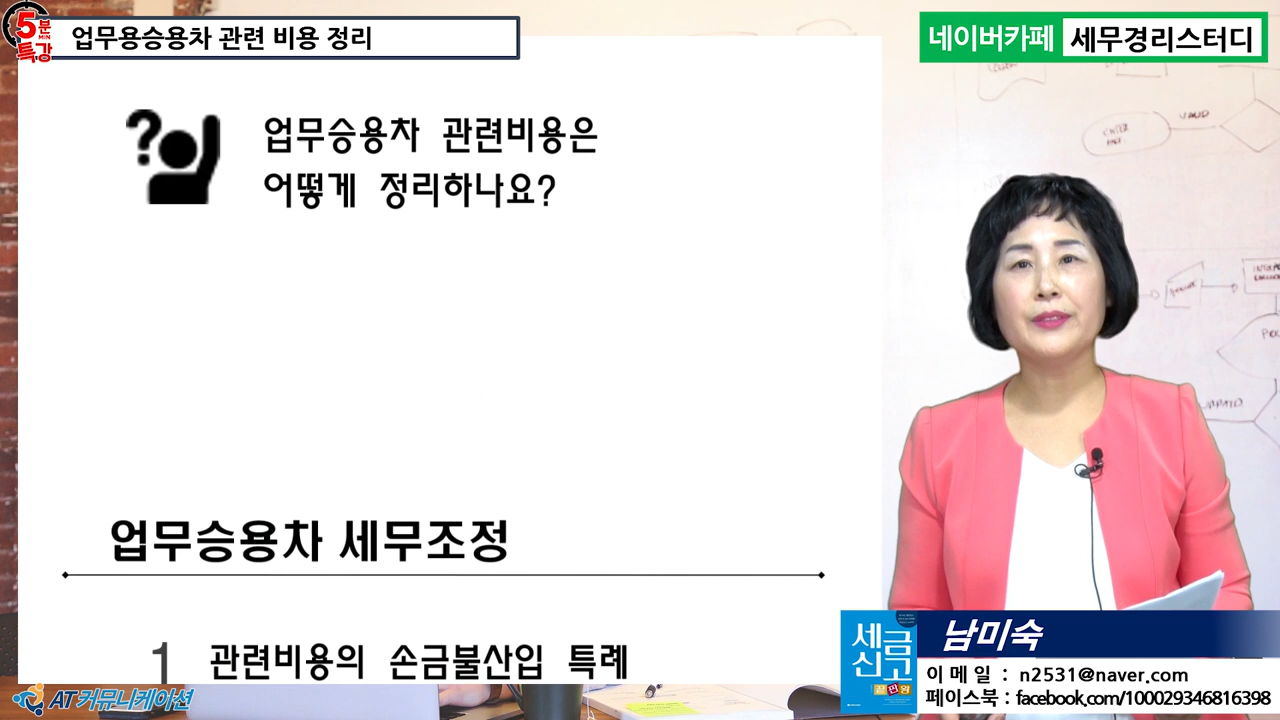 5분
MIN
특강
업무용승용차 관련 비용 정리
네이버카페 세무경리스터디
?
업무승용차 관련비용은
어떻게 정리하나요?
VALID
업무승용차 세무조정
1 관련비용의 손금불산입 특례
AT커뮤니케이션
세금
신고
끝판왕
남미숙
이메일 : n2531@naver.com
페이스북 : facebook.com/100029346816398